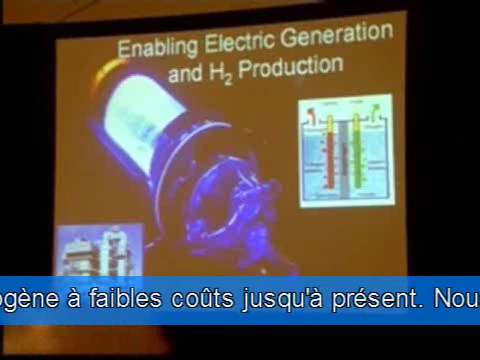 Enabling Electric Generation
and H₂ Production
ogène à faibles coûts jusqu'à présent. Nou